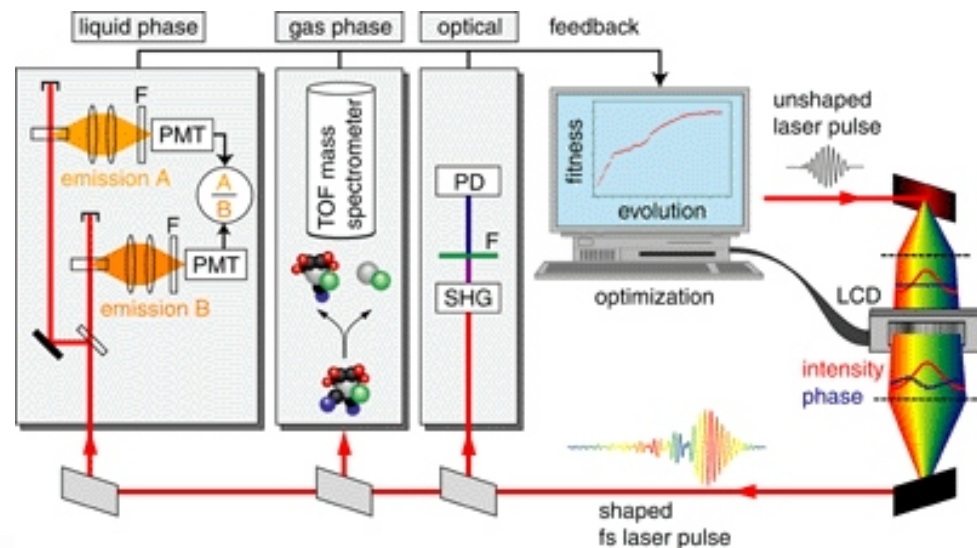 liquid phase
gas phase
optical
feedback
F
PMT
emission A
A
B
F
PMT
emission B
TOF mass
spectrometer
PD
F
SHG
fitness
evolution
optimization
unshaped
laser pulse
LCD
intensity
phase
shaped
fs laser pulse